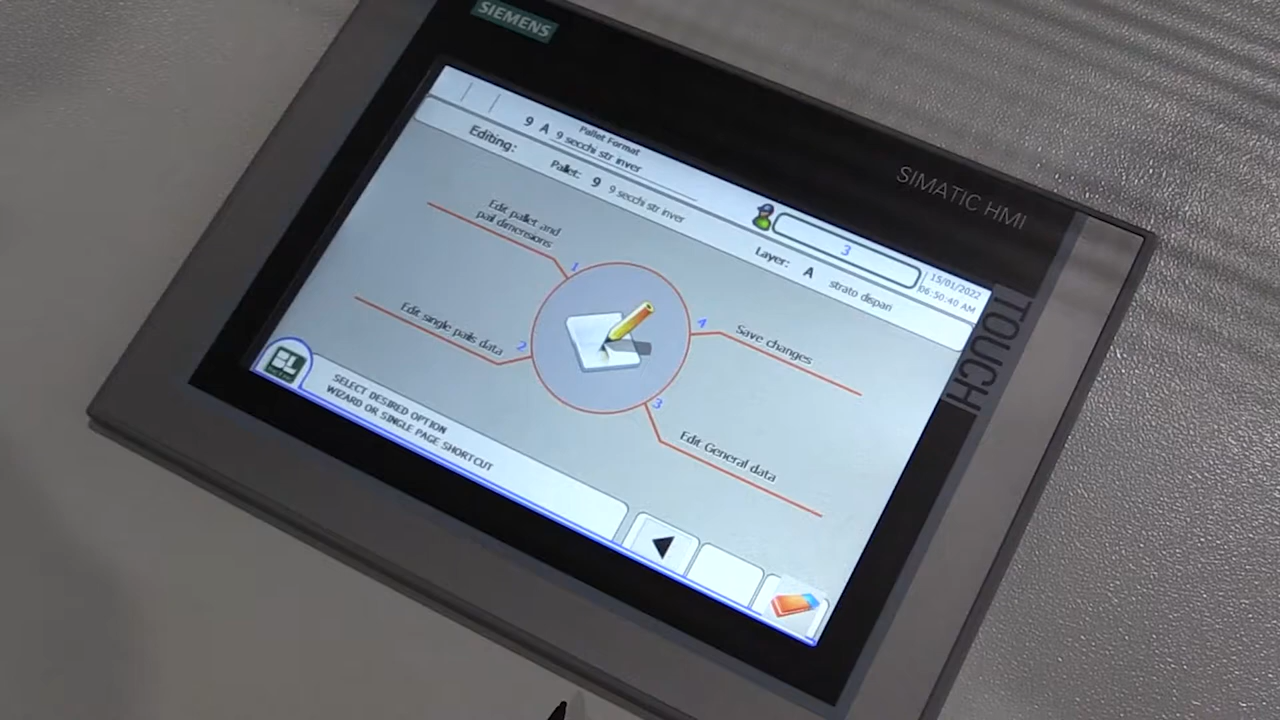 SIEMENS
SIMATIC HMI
TOUCH
Pallet Format
9 A 9 secchi str inver
3
15/01/2022
06:50:40 AM
Editing:
Pallet: 9 9 secchi str inver
Layer: A strato dispari
Edit pallet and
pail dimensions
1
Edit single pails data
2
4
Save changes
3
Edit General data
SELECT DESIRED OPTION
WIZARD OR SINGLE PAGE SHORTCUT